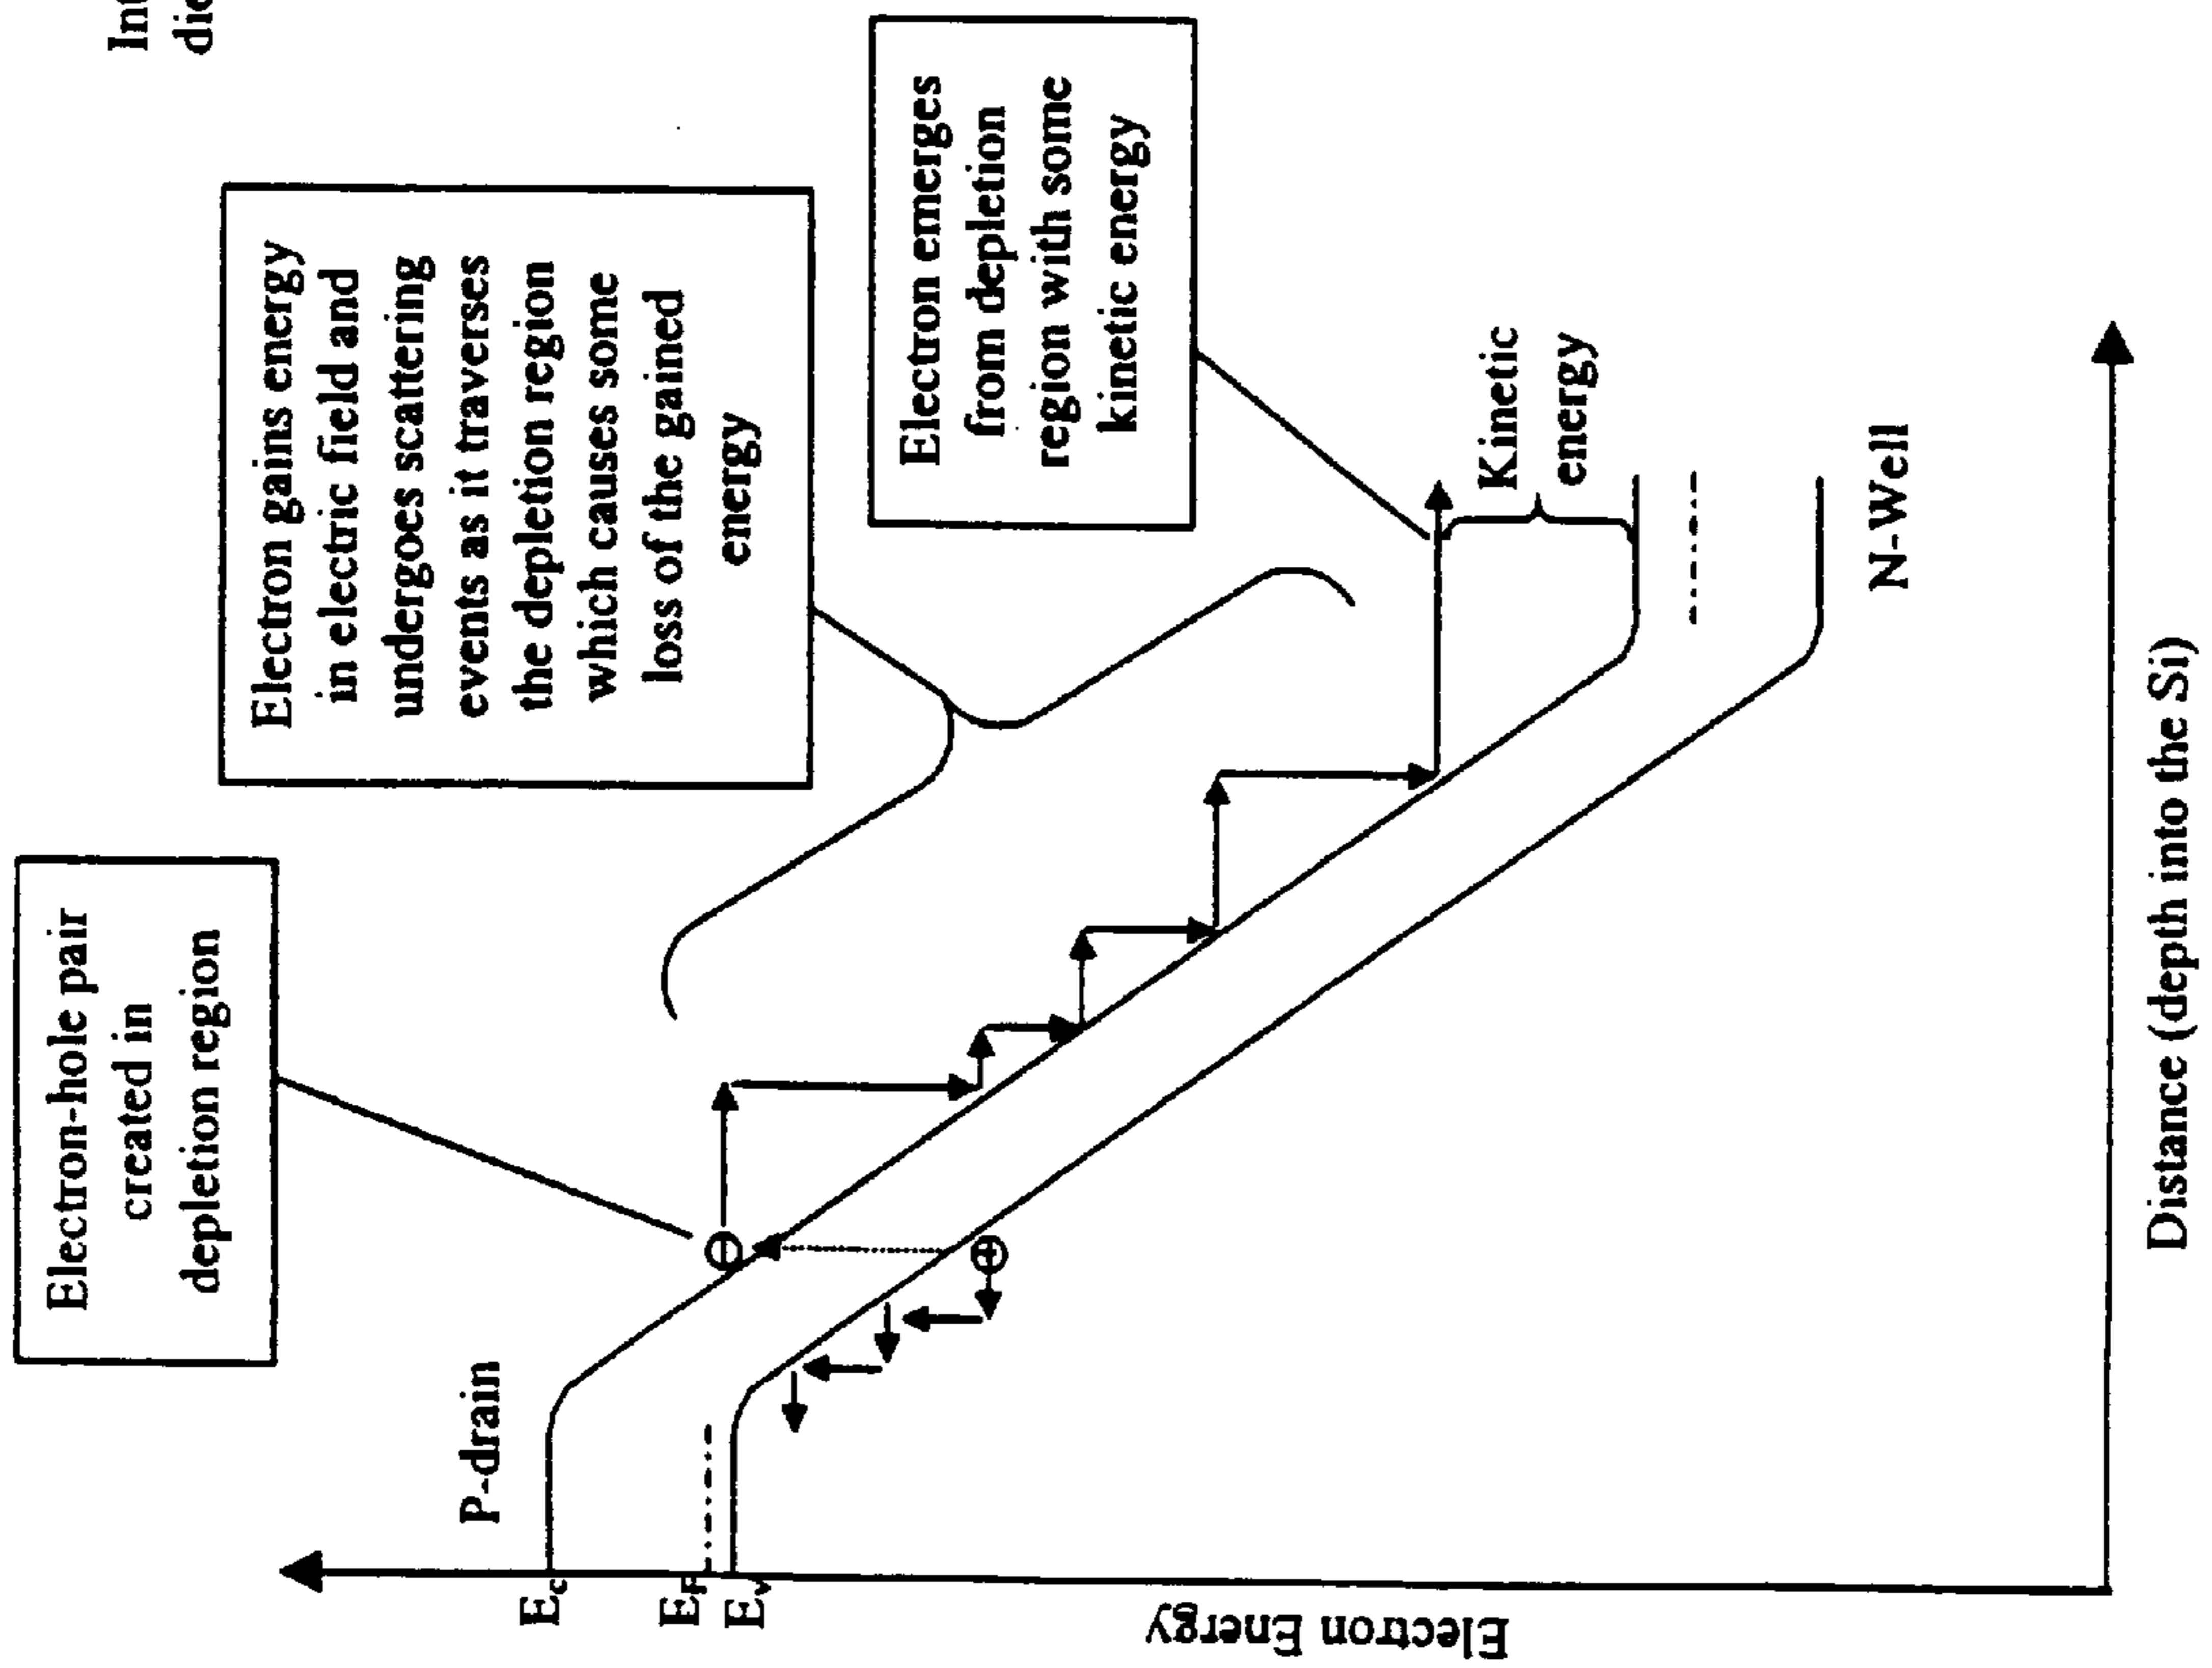 Electron-hole pair
created in
depletion region
Electron gains energy
in electric field and
undergoes scattering
events as it traverses
the depletion region
which causes some
loss of the gained
energy
Electron emerges
from depletion
region with some
kinetic energy
P-drain
Ec
EF
Ev
Kinetic
energy
N-Well
Electron Energy
Distance (depth into the Si)